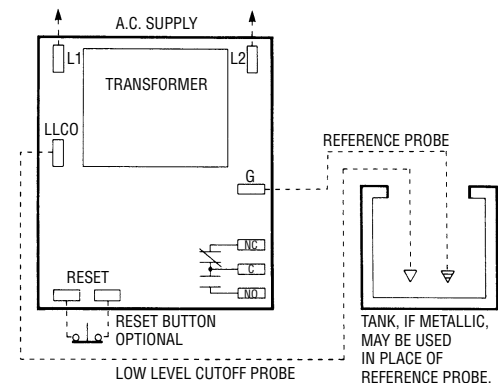 A.C. SUPPLY
L1
L2
TRANSFORMER
LLCO
REFERENCE PROBE
G
NC
C
NO
RESET
RESET BUTTON
OPTIONAL
TANK, IF METALLIC,
MAY BE USED
IN PLACE OF
REFERENCE PROBE.
LOW LEVEL CUTOFF PROBE